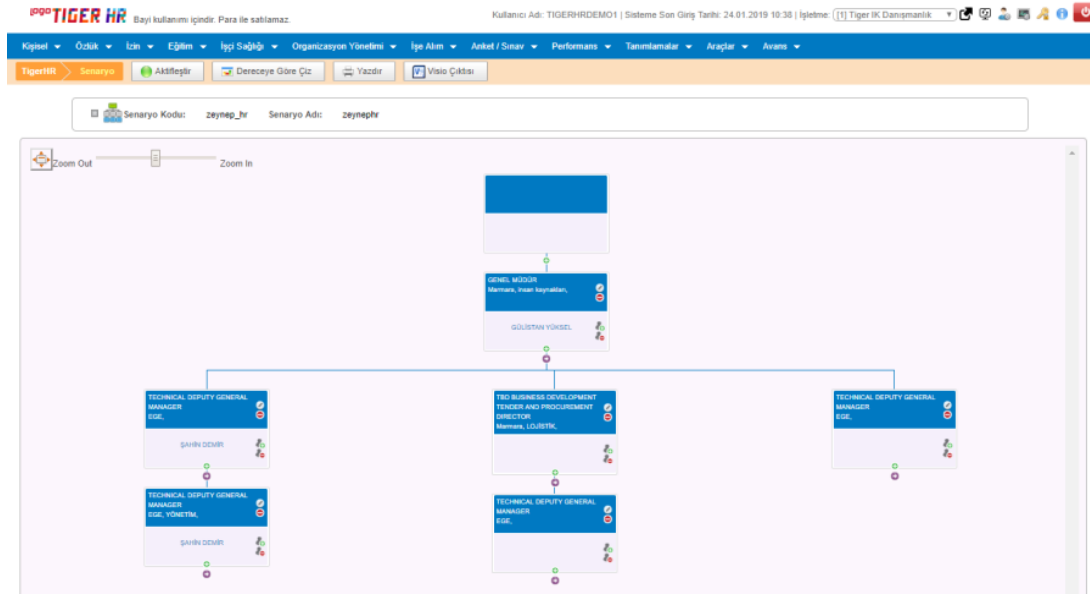 logo TIGER HR Bayi kullanımı içindir. Para ile satılamaz.
Kullanıcı Adı: TIGERHRDEMO1 | Sisteme Son Giriş Tarihi: 24.01.2019 10:38 | İşletme: [1] Tiger IK Danışmanlık
Kişisel Özlük İzin Eğitim İşçi Sağlığı Organizasyon Yönetimi İşe Alım Anket / Sınav Performans Tanımlamalar Araçlar Avans
TigerHR Senaryo Aktifleştir Dereceye Göre Çiz Yazdır Visio Çıktısı
Senaryo Kodu: zeynep_hr Senaryo Adı: zeynephr
Zoom Out Zoom In
GENEL MÜDÜR
Marmara, insan kaynakları,
GÜLİSTAN YÜKSEL
TECHNICAL DEPUTY GENERAL
MANAGER
EGE,
ŞAHİN DEMİR
TBD BUSINESS DEVELOPMENT
TENDER AND PROCUREMENT
DIRECTOR
Marmara, LOJİSTİK,
TECHNICAL DEPUTY GENERAL
MANAGER
EGE,
TECHNICAL DEPUTY GENERAL
MANAGER
EGE, YÖNETİM,
ŞAHİN DEMİR
TECHNICAL DEPUTY GENERAL
MANAGER
EGE,